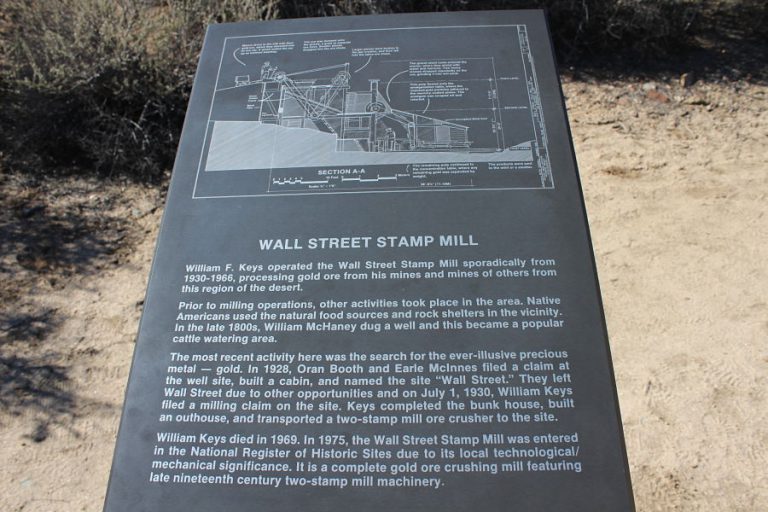 SECTION A-A
WALL STREET STAMP MILL
William F. Keys operated the Wall Street Stamp Mill sporadically from
1930-1966, processing gold ore from his mines and mines of others from
this region of the desert.
Prior to milling operations, other activities took place in the area. Native
Americans used the natural food sources and rock shelters in the vicinity.
In the late 1800s, William McHaney dug a well and this became a popular
cattle watering area.
The most recent activity here was the search for the ever-illusive precious
metal — gold. In 1928, Oran Booth and Earle McInnes filed a claim at
the well site, built a cabin, and named the site “Wall Street.” They left
Wall Street due to other opportunities and on July 1, 1930, William Keys
filed a milling claim on the site. Keys completed the bunk house, built
an outhouse, and transported a two-stamp mill ore crusher to the site.
William Keys died in 1969. In 1975, the Wall Street Stamp Mill was entered
in the National Register of Historic Sites due to its local technological/
mechanical significance. It is a complete gold ore crushing mill featuring
late nineteenth century two-stamp mill machinery.